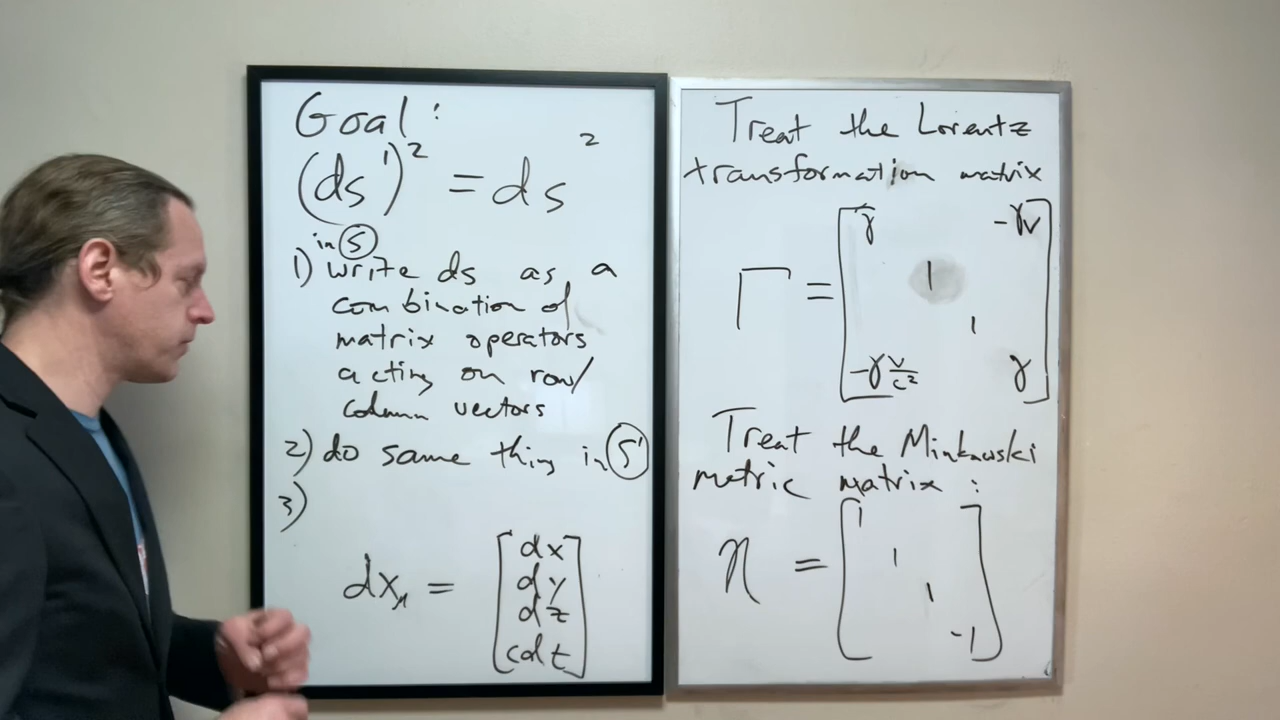 Goal:
(ds')² = ds²
in Ⓢ
1) write ds as a
combination of
matrix operators
acting on row/
column vectors
2) do same thing in Ⓢ'
3)
dxₙ = [dx
dy
dz
cdt]
Treat the Lorentz
transformation matrix
Γ = [γ -γv
1
1
-γ v/c² γ]
Treat the Minkowski
metric matrix:
η = [1
1
1
-1]